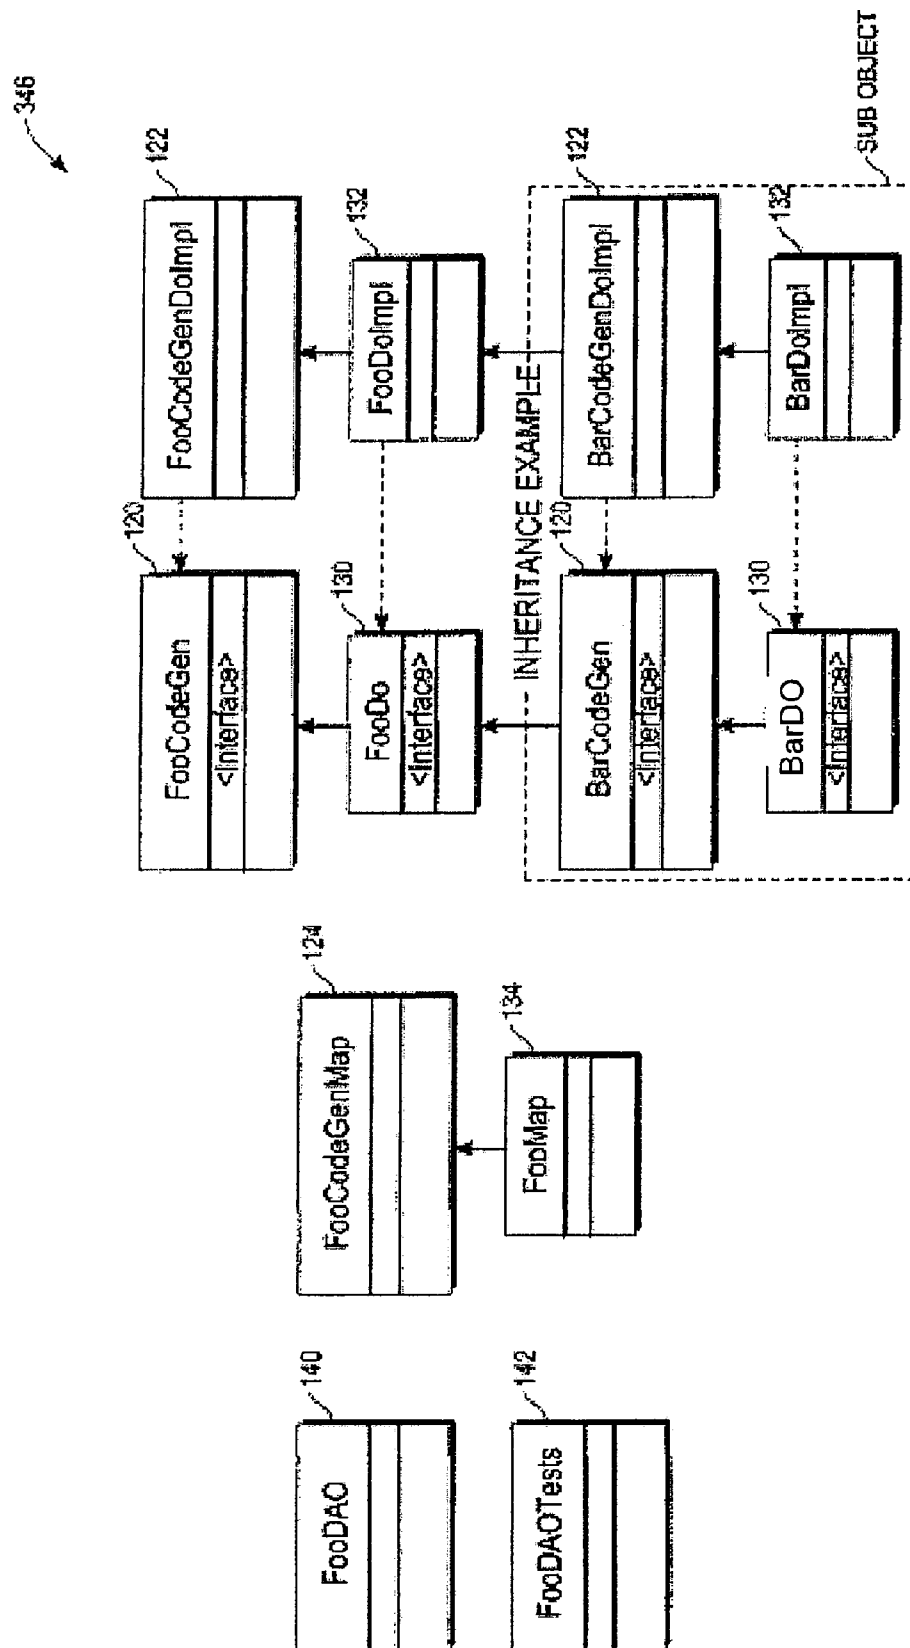 346
FooDAO
140
FooDAOTests
142
FooCodeGenMap
124
FooMap
134
FooCodeGen
<Interface>
120
FooCodeGenDoImpl
122
FooDo
<Interface>
130
FooDoImpl
132
INHERITANCE EXAMPLE
BarCodeGen
<Interface>
120
BarCodeGenDoImpl
122
BarDO
<Interface>
130
BarDoImpl
132
SUB OBJECT